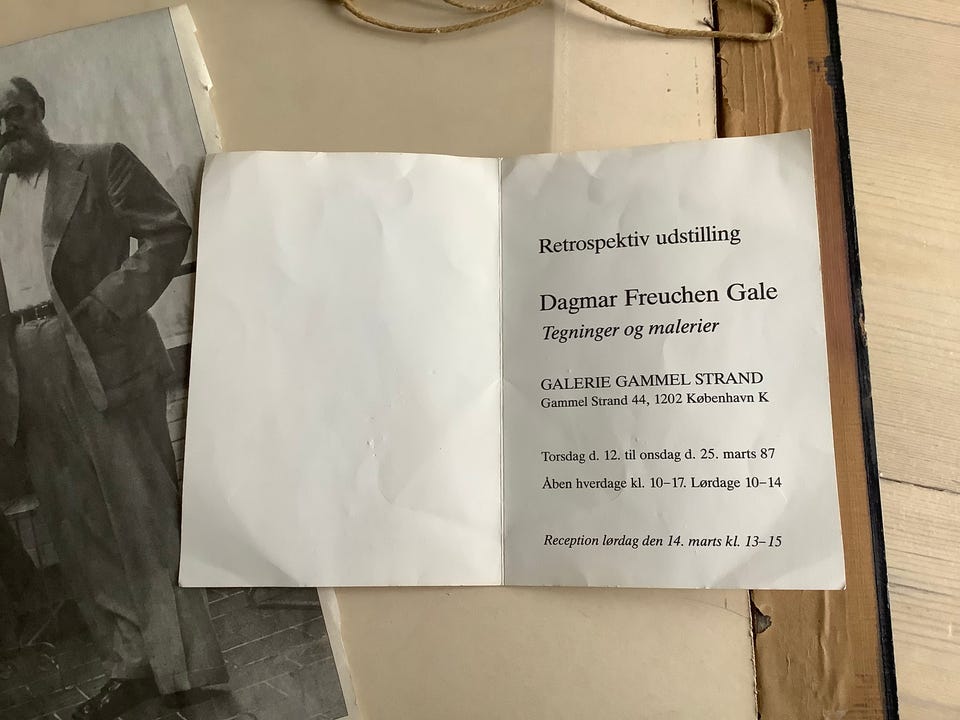 Retrospektiv udstilling
Dagmar Freuchen Gale
Tegninger og malerier
GALERIE GAMMEL STRAND
Gammel Strand 44, 1202 København K
Torsdag d. 12. til onsdag d. 25. marts 87
Åben hverdage kl. 10–17. Lørdage 10–14
Reception lørdag den 14. marts kl. 13–15